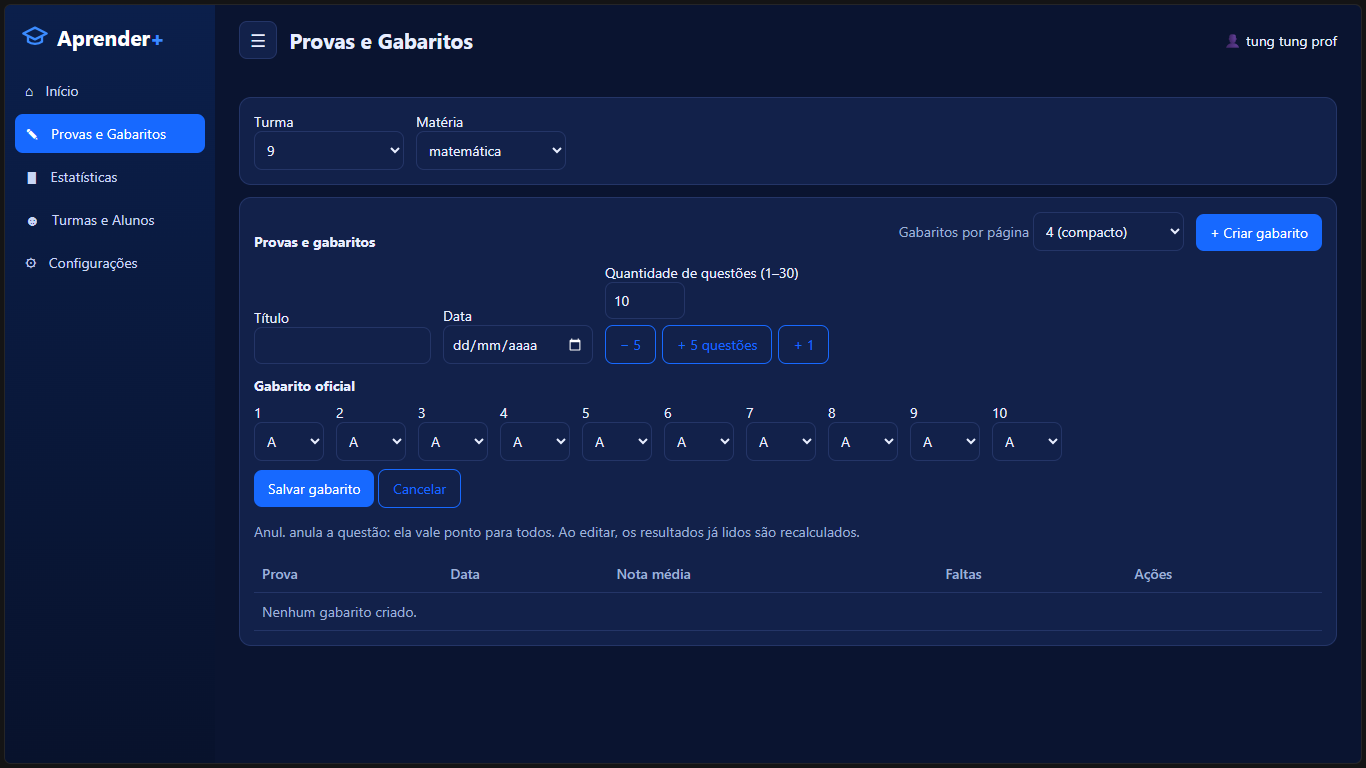 Aprender+
Início
Provas e Gabaritos
Estatísticas
Turmas e Alunos
Configurações
Provas e Gabaritos
tung tung prof
Turma Matéria
9 matemática
Provas e gabaritos
Gabaritos por página 4 (compacto) + Criar gabarito
Quantidade de questões (1–30)
10
Título Data
dd/mm/aaaa − 5 + 5 questões + 1
Gabarito oficial
1 2 3 4 5 6 7 8 9 10
A A A A A A A A A A
Salvar gabarito Cancelar
Anul. anula a questão: ela vale ponto para todos. Ao editar, os resultados já lidos são recalculados.
Prova Data Nota média Faltas Ações
Nenhum gabarito criado.